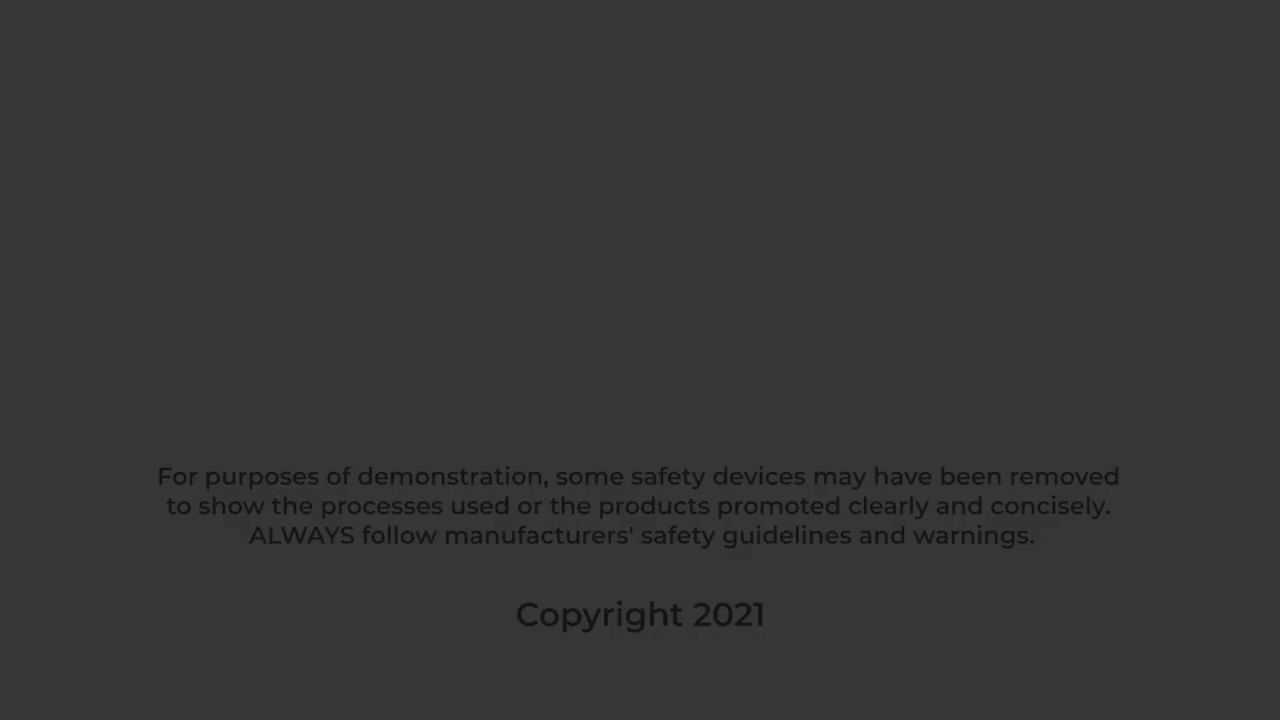 For purposes of demonstration, some safety devices may have been removed
to show the processes used or the products promoted clearly and concisely.
ALWAYS follow manufacturers' safety guidelines and warnings.
Copyright 2021